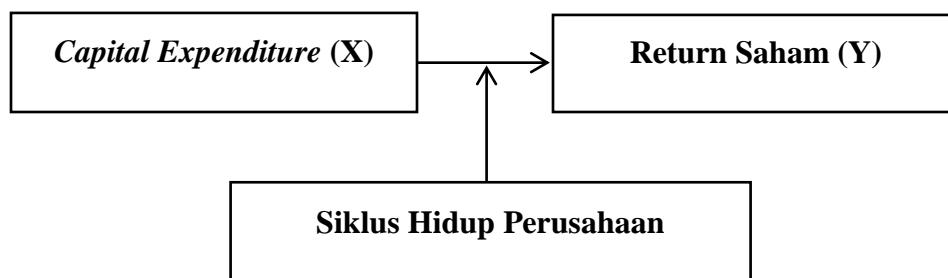 Capital Expenditure (X)
Return Saham (Y)
Siklus Hidup Perusahaan